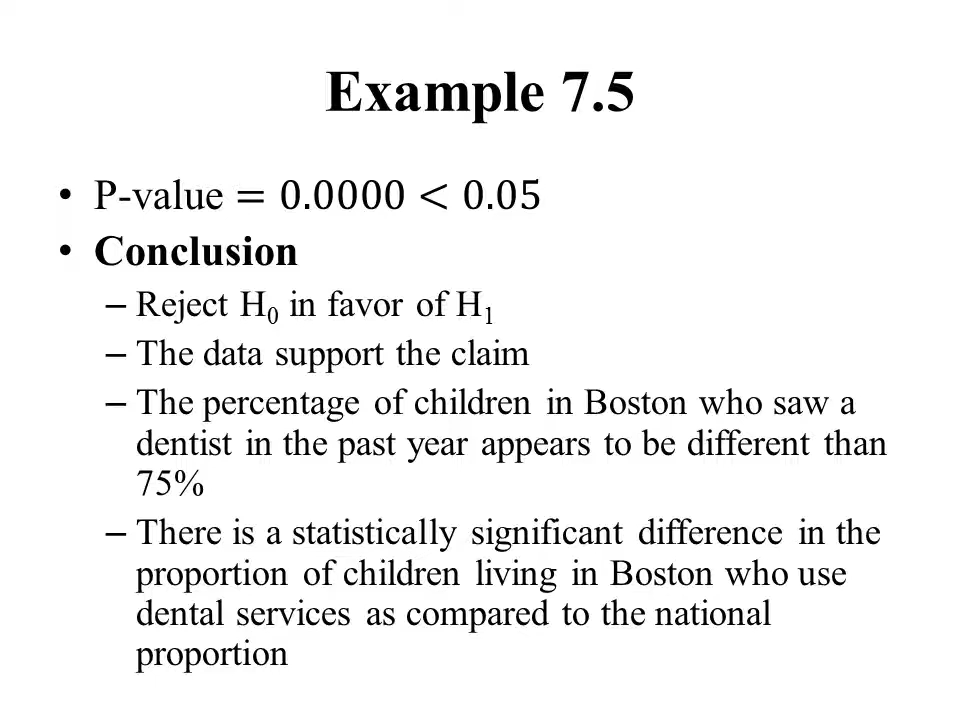 Example 7.5
• P-value = 0.0000 < 0.05
• Conclusion
– Reject H₀ in favor of H₁
– The data support the claim
– The percentage of children in Boston who saw a
dentist in the past year appears to be different than
75%
– There is a statistically significant difference in the
proportion of children living in Boston who use
dental services as compared to the national
proportion